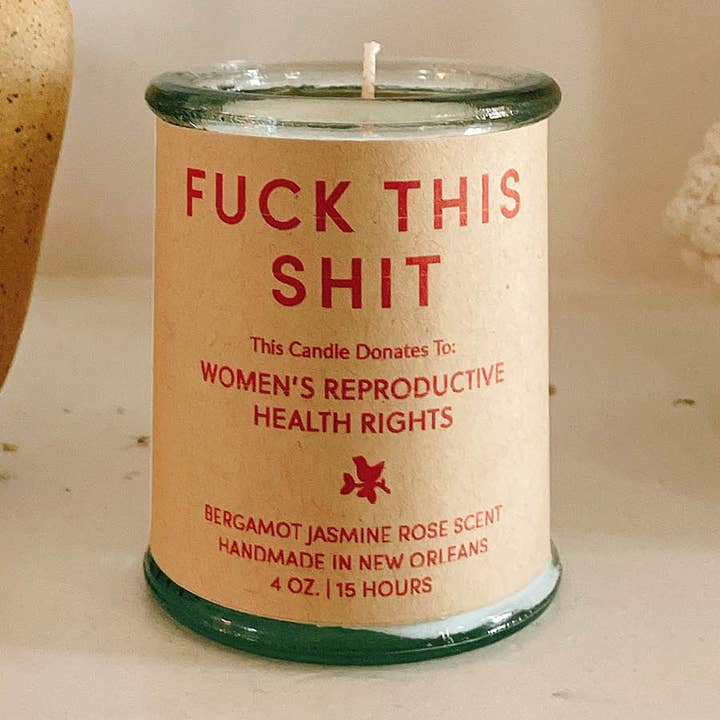 FUCK THIS
SHIT
This Candle Donates To:
WOMEN'S REPRODUCTIVE
HEALTH RIGHTS
BERGAMOT JASMINE ROSE SCENT
HANDMADE IN NEW ORLEANS
4 OZ. | 15 HOURS